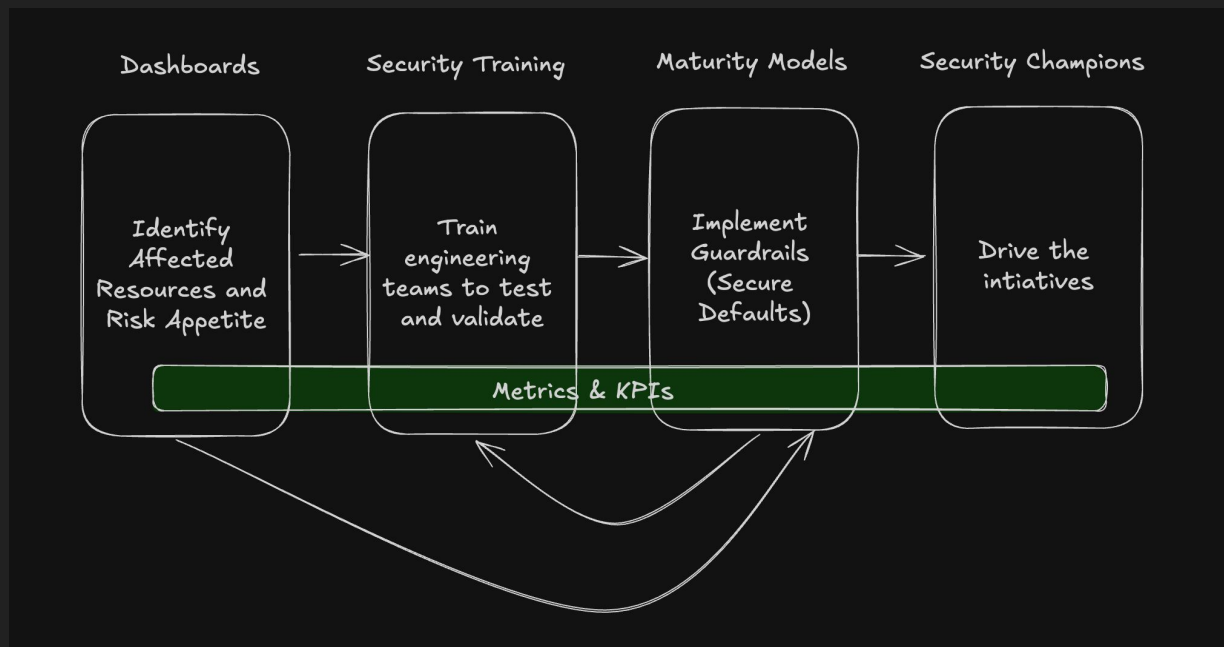 Dashboards
Security Training
Maturity Models
Security Champions
Identify
Affected
Resources and
Risk Appetite
Train
engineering
teams to test
and validate
Implement
Guardrails
(Secure
Defaults)
Drive the
intiatives
Metrics & KPIs